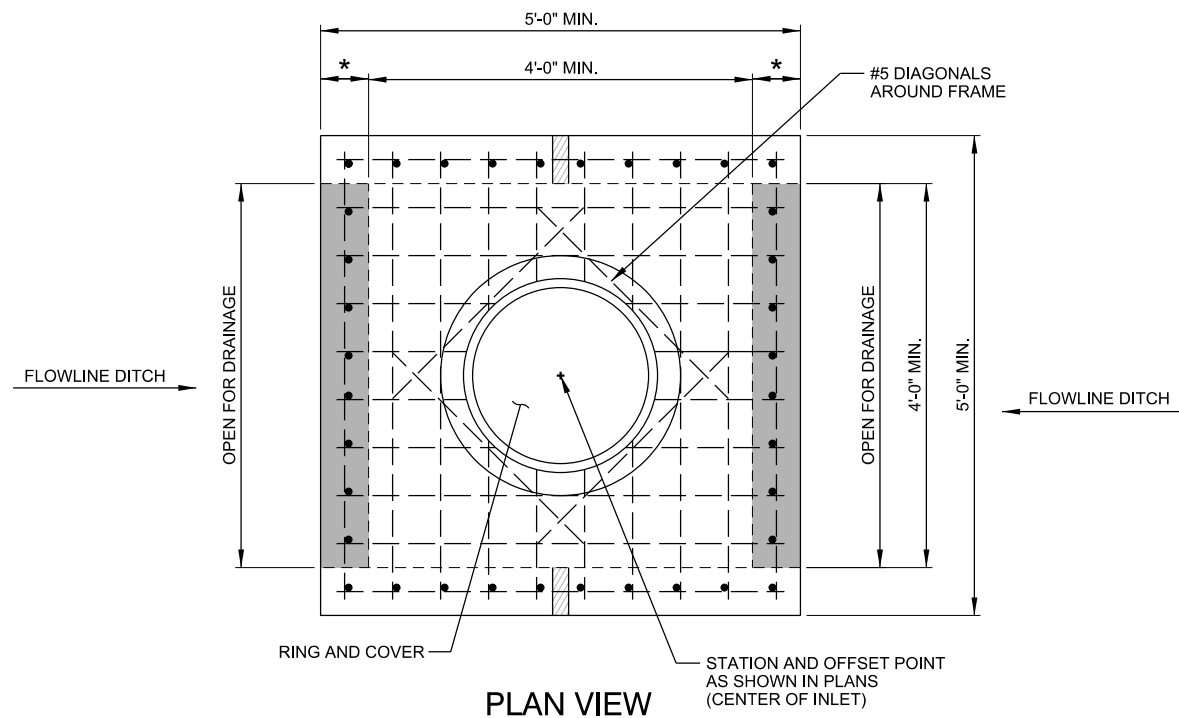 5'-0" MIN.
* 4'-0" MIN. *
#5 DIAGONALS
AROUND FRAME
OPEN FOR DRAINAGE
FLOWLINE DITCH
OPEN FOR DRAINAGE
4'-0" MIN.
5'-0" MIN.
FLOWLINE DITCH
RING AND COVER
STATION AND OFFSET POINT
AS SHOWN IN PLANS
(CENTER OF INLET)
PLAN VIEW